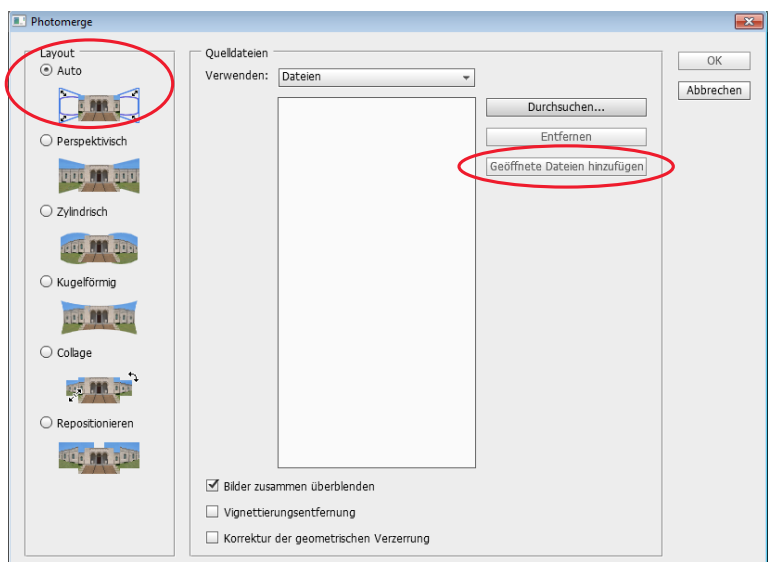 Photomerge
Layout
Auto
Perspektivisch
Zylindrisch
Kugelförmig
Collage
Repositionieren
Quelldateien
Verwenden: Dateien
Durchsuchen...
Entfernen
Geöffnete Dateien hinzufügen
Bilder zusammen überblenden
Vignettierungsentfernung
Korrektur der geometrischen Verzerrung
OK
Abbrechen